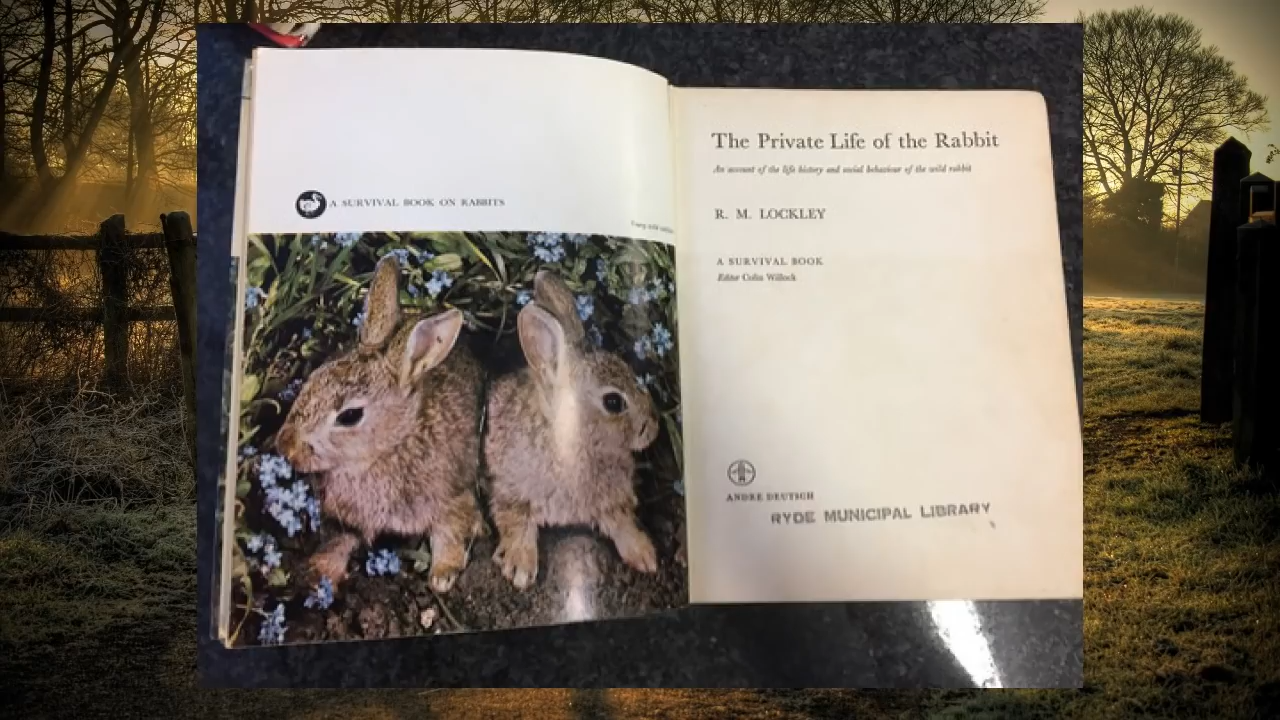 A SURVIVAL BOOK ON RABBITS
The Private Life of the Rabbit
An account of the life history and social behaviour of the wild rabbit
R. M. LOCKLEY
A SURVIVAL BOOK
Editor Colin Willock
ANDRE DEUTSCH
RYDE MUNICIPAL LIBRARY